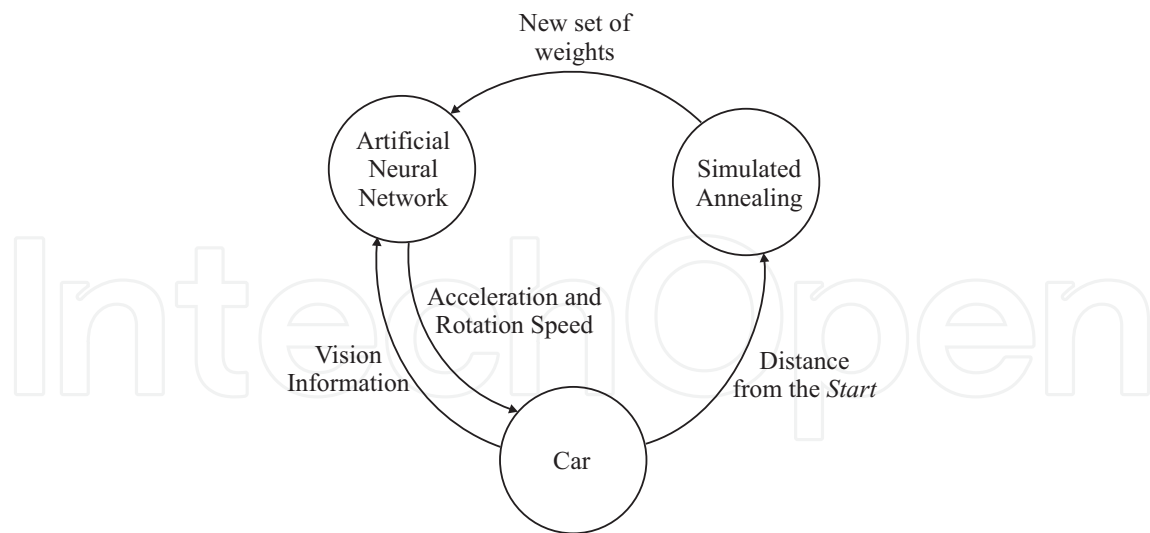 New set of
weights
Artificial
Neural
Network
Simulated
Annealing
Acceleration and
Rotation Speed
Vision
Information
Distance
from the Start
Car
IntechOpen